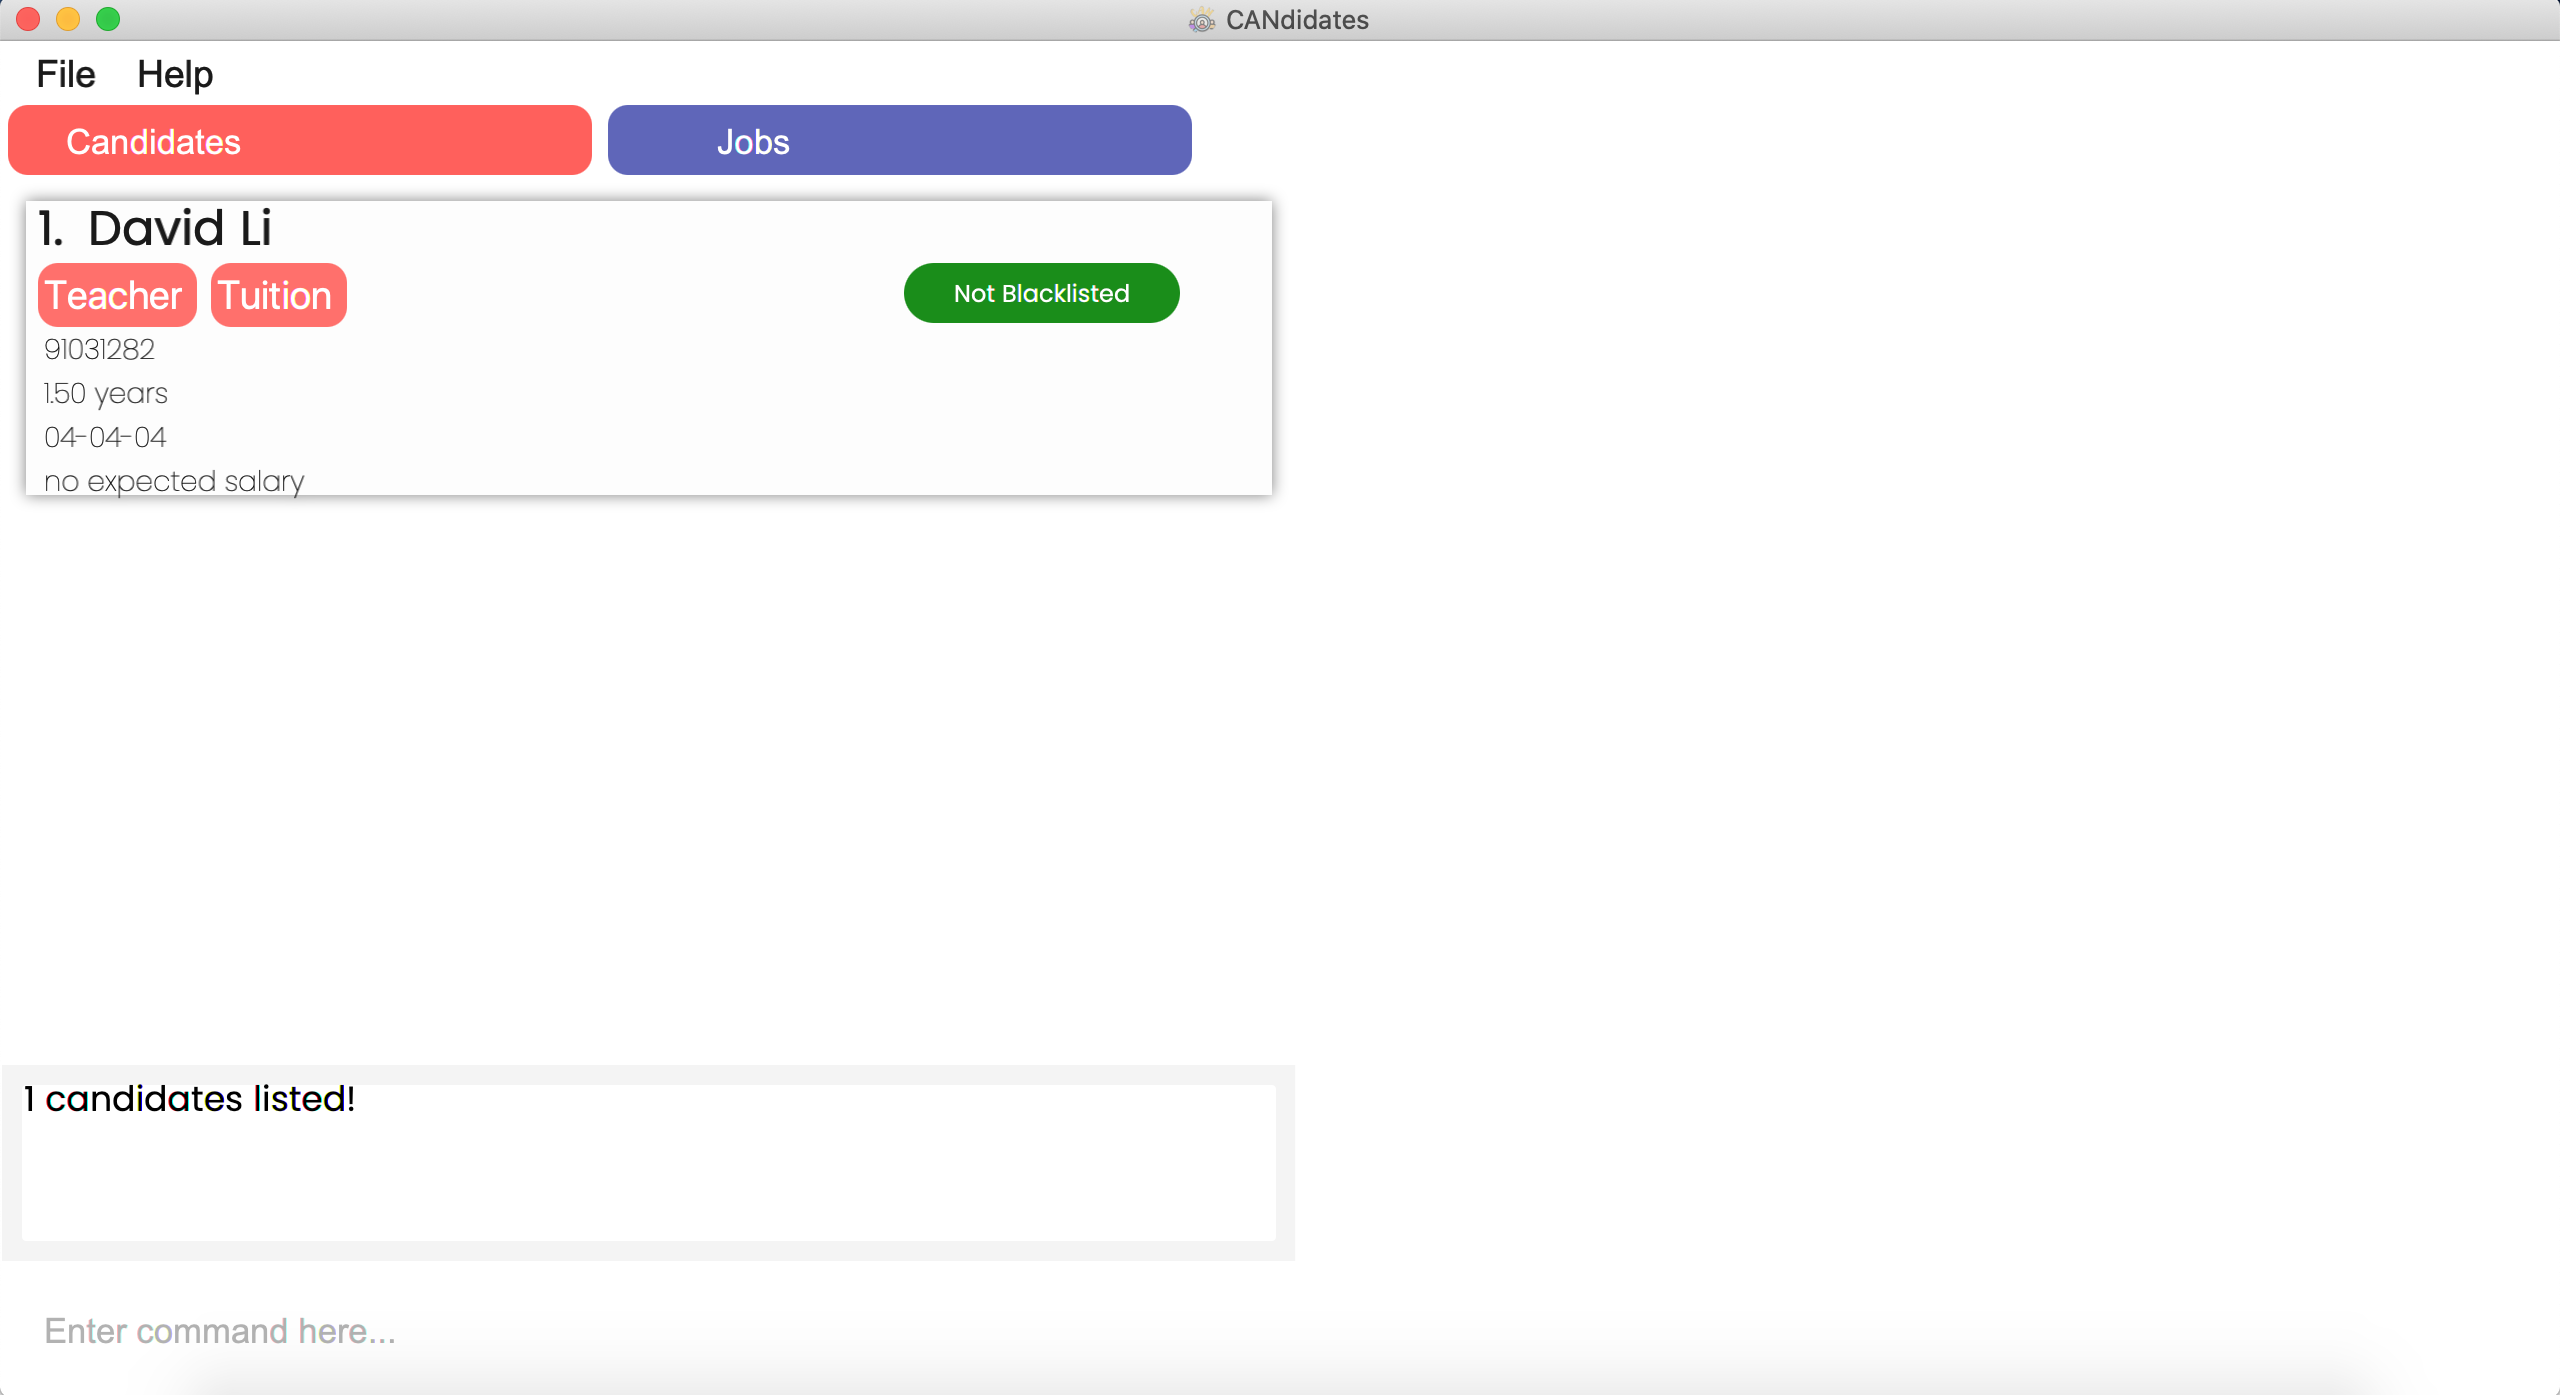 CANdidates
File Help
Candidates Jobs
1. David Li
Teacher Tuition Not Blacklisted
91031282
1.50 years
04-04-04
no expected salary
1 candidates listed!
Enter command here...